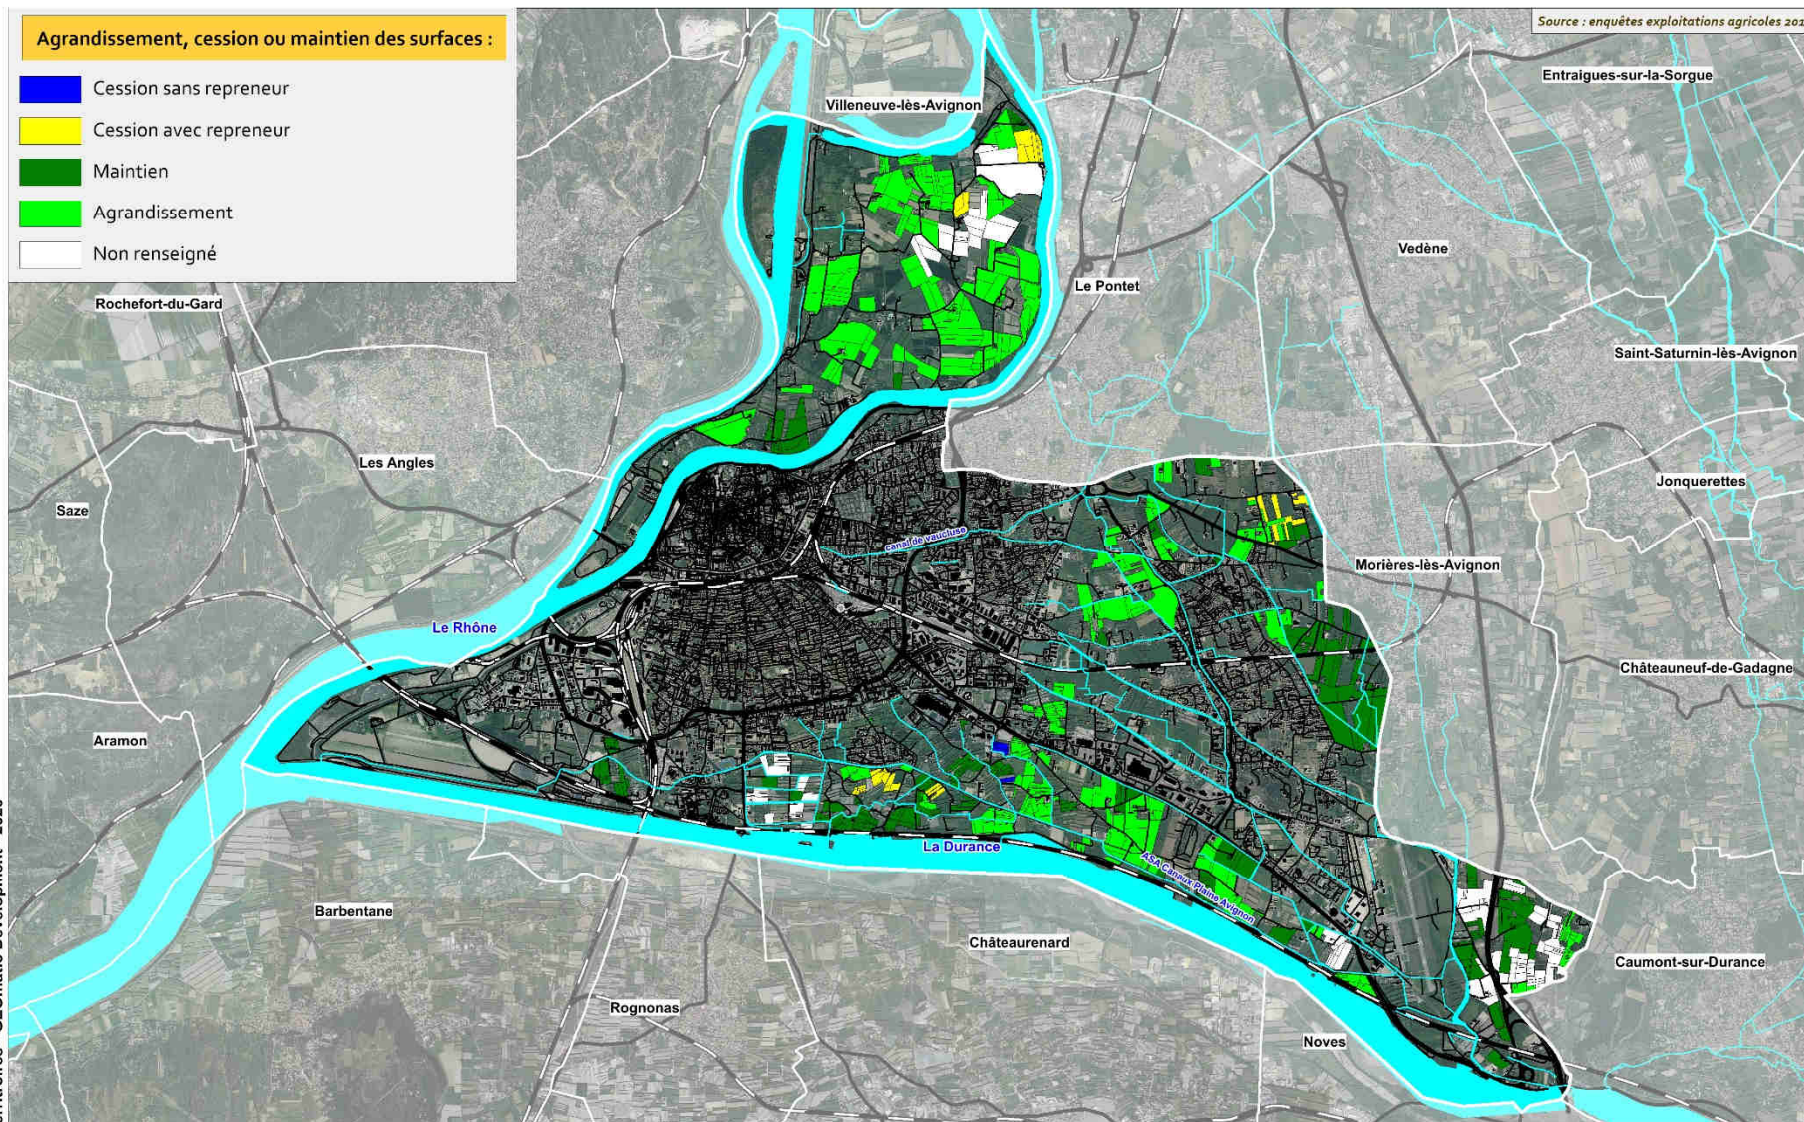 Agrandissement, cession ou maintien des surfaces :
Cession sans repreneur
Cession avec repreneur
Maintien
Agrandissement
Non renseigné
Source : enquêtes exploitations agricoles
Entraigues-sur-la-Sorgue
Villeneuve-lès-Avignon
Vedène
Le Pontet
Rochefort-du-Gard
Saint-Saturnin-lès-Avignon
Les Angles
Jonquerettes
Saze
canal de vaucluse
Morières-lès-Avignon
Le Rhône
Châteauneuf-de-Gadagne
Aramon
La Durance
ASA Canaux Plaine Avignon
Barbentane
Châteaurenard
Caumont-sur-Durance
Rognonas
Noves